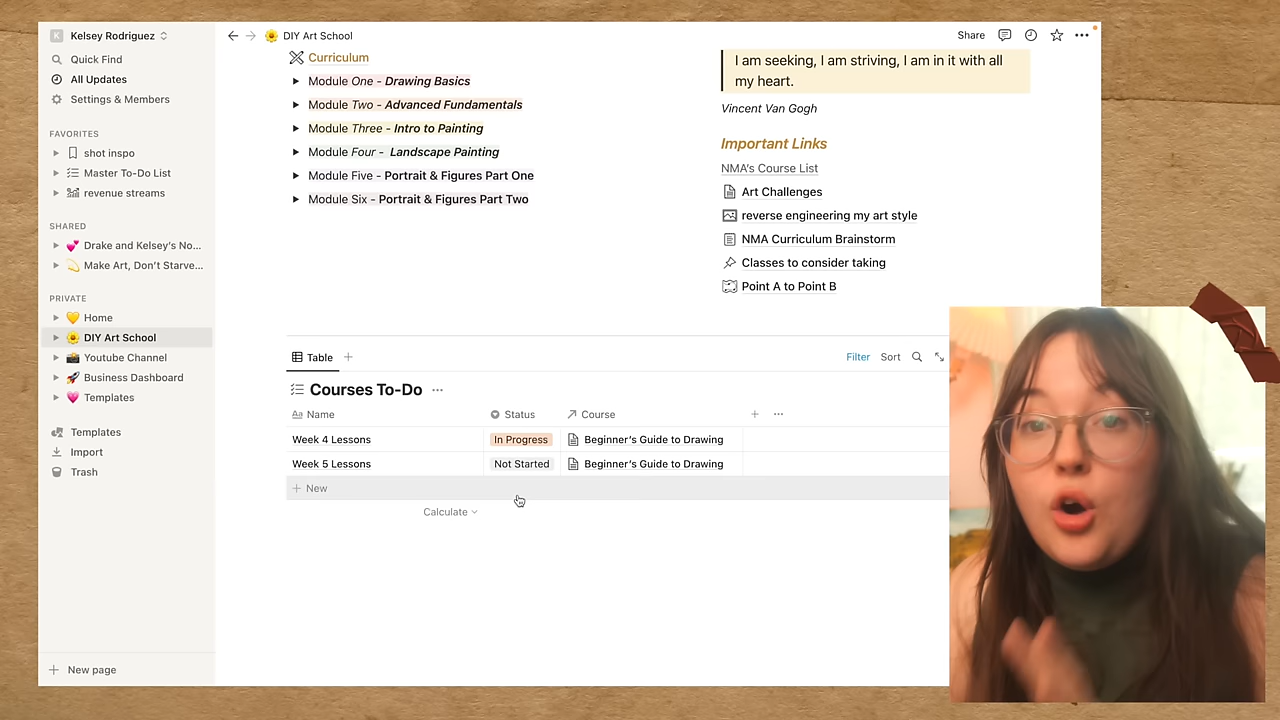 K Kelsey Rodriguez
Quick Find
All Updates
Settings & Members
FAVORITES
shot inspo
Master To-Do List
revenue streams
SHARED
Drake and Kelsey's No...
Make Art, Don't Starve...
PRIVATE
Home
DIY Art School
Youtube Channel
Business Dashboard
Templates
Templates
Import
Trash
New page
DIY Art School
Share
Curriculum
Module One - Drawing Basics
Module Two - Advanced Fundamentals
Module Three - Intro to Painting
Module Four - Landscape Painting
Module Five - Portrait & Figures Part One
Module Six - Portrait & Figures Part Two
I am seeking, I am striving, I am in it with all
my heart.
Vincent Van Gogh
Important Links
NMA's Course List
Art Challenges
reverse engineering my art style
NMA Curriculum Brainstorm
Classes to consider taking
Point A to Point B
Table
Filter Sort
Courses To-Do
Aa Name Status Course
Week 4 Lessons In Progress Beginner's Guide to Drawing
Week 5 Lessons Not Started Beginner's Guide to Drawing
New
Calculate